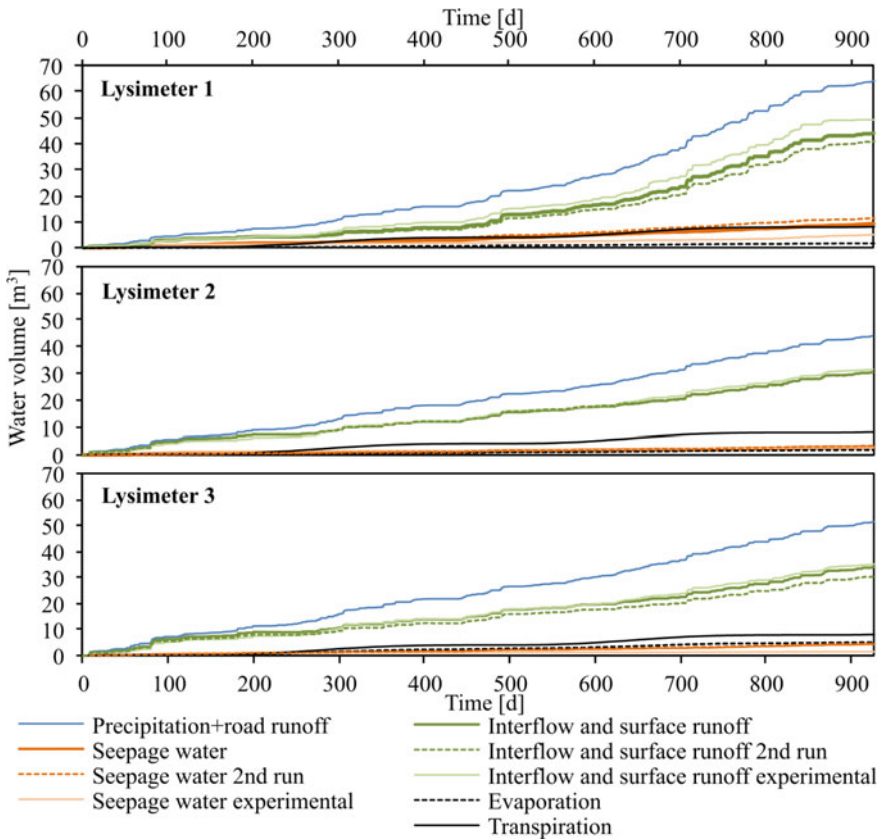 Time [d]
0 100 200 300 400 500 600 700 800 900
70
60
50
40
30
20
10
0
Lysimeter 1
70
60
50
40
30
20
10
0
Lysimeter 2
Water volume [m³]
70
60
50
40
30
20
10
0
Lysimeter 3
0 100 200 300 400 500 600 700 800 900
Time [d]
Precipitation+road runoff
Seepage water
Seepage water 2nd run
Seepage water experimental
Interflow and surface runoff
Interflow and surface runoff 2nd run
Interflow and surface runoff experimental
Evaporation
Transpiration